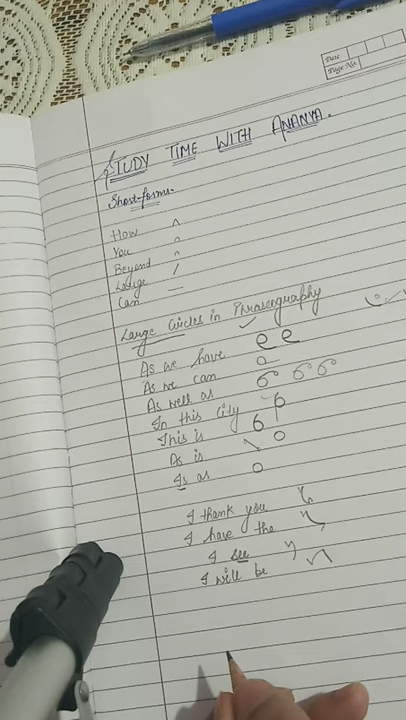 Date
Page No.
STUDY TIME WITH ANANYA.
Short-forms-
How
You
Beyond
Large
Can
Large Circles in Phraseography
As we have
As we can
As well as
In this city
This is
As is
Is as
I thank you
I have the
I see
I will be